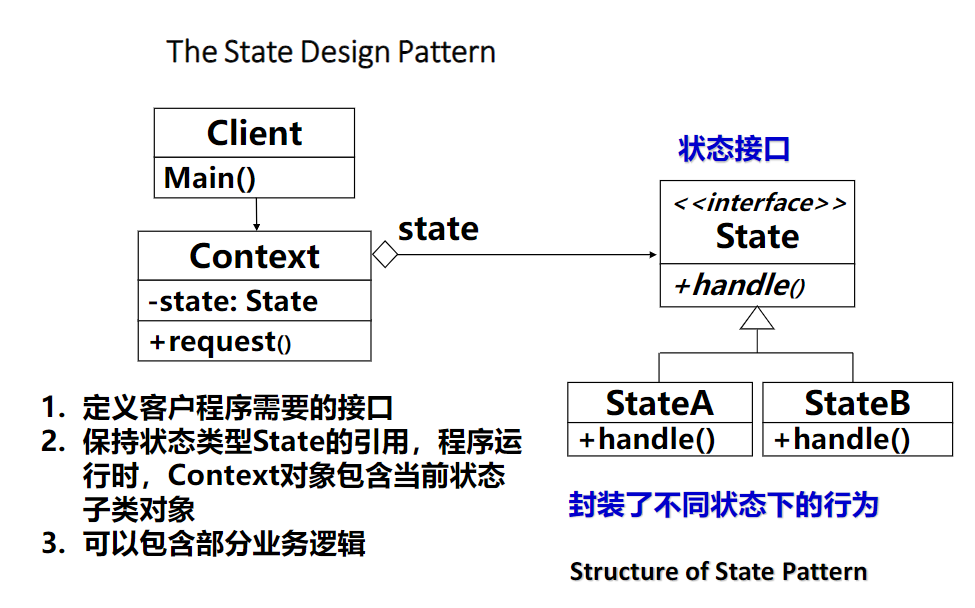 The State Design Pattern
Client
Main()
Context
-state: State
+request()
state
状态接口
<<interface>>
State
+handle()
StateA
+handle()
StateB
+handle()
1. 定义客户程序需要的接口
2. 保持状态类型State的引用，程序运
行时，Context对象包含当前状态
子类对象
3. 可以包含部分业务逻辑
封装了不同状态下的行为
Structure of State Pattern